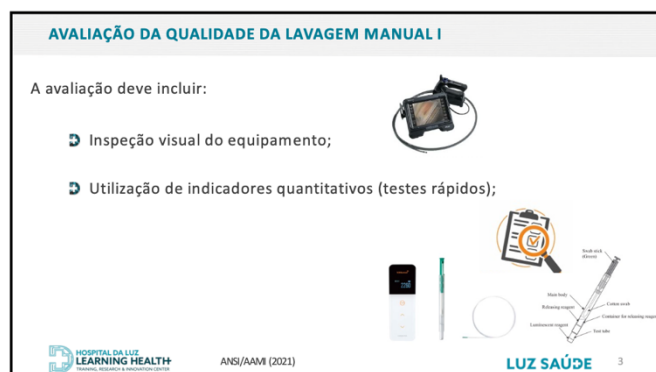 AVALIAÇÃO DA QUALIDADE DA LAVAGEM MANUAL I
A avaliação deve incluir:
Inspeção visual do equipamento;
Utilização de indicadores quantitativos (testes rápidos);
Swab stick
Main body
Releasing reagent
Cotton swab
Container for releasing reagent
Luminescent reagent
Test tube
HOSPITAL DA LUZ
LEARNING HEALTH+
TRAINING, RESEARCH & INNOVATION CENTER
ANSI/AAMI (2021)
LUZ SAÚDE
3